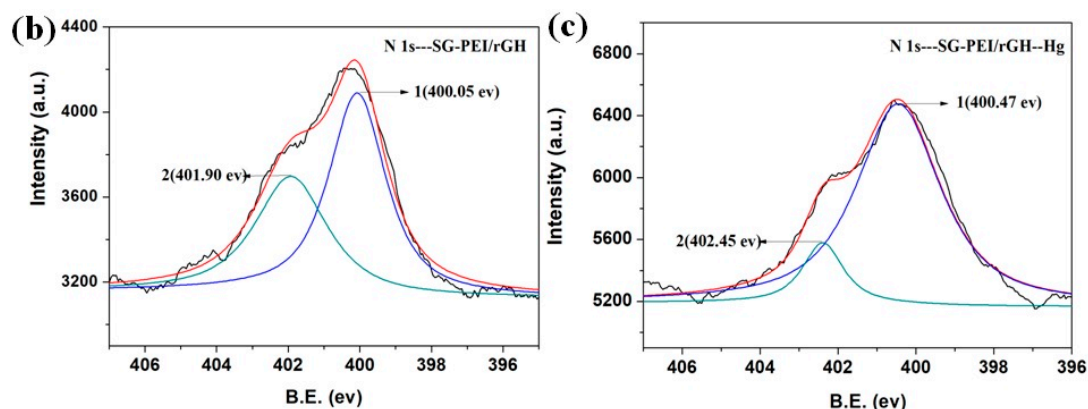 (b)
4400
4000
3600
3200
Intensity (a.u.)
N 1s---SG-PEI/rGH
1(400.05 ev)
2(401.90 ev)
406 404 402 400 398 396
B.E. (ev)
(c)
6800
6400
6000
5600
5200
Intensity (a.u.)
N 1s---SG-PEI/rGH--Hg
1(400.47 ev)
2(402.45 ev)
406 404 402 400 398 396
B.E. (ev)